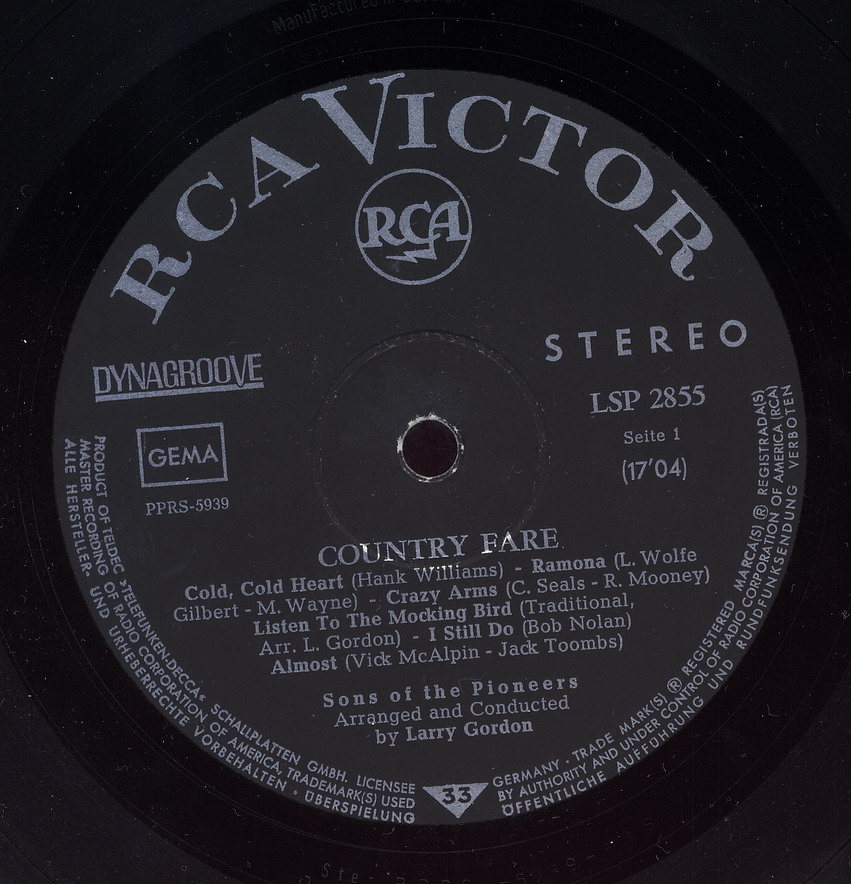 Manufactured in Germany
RCA VICTOR
RCA
DYNAGROOVE
STEREO
LSP 2855
GEMA
Seite 1
(17'04)
PPRS-5939
COUNTRY FARE
Cold, Cold Heart (Hank Williams) - Ramona (L. Wolfe
Gilbert - M. Wayne) - Crazy Arms (C. Seals - R. Mooney)
Listen To The Mocking Bird (Traditional,
Arr. L. Gordon) - I Still Do (Bob Nolan)
Almost (Vick McAlpin - Jack Toombs)
Sons of the Pioneers
Arranged and Conducted
by Larry Gordon
33
PRODUCT OF TELDEC »TELEFUNKEN-DECCA« SCHALLPLATTEN GMBH. LICENSEE GERMANY · TRADE MARK(S) ® REGISTERED MARCA(S) ® REGISTRADA(S)
MASTER RECORDING OF RADIO CORPORATION OF AMERICA, TRADEMARK(S) USED BY AUTHORITY AND UNDER CONTROL OF RADIO CORPORATION OF AMERICA (RCA)
ALLE HERSTELLER- UND URHEBERRECHTE VORBEHALTEN · ÜBERSPIELUNG ÖFFENTLICHE AUFFÜHRUNG UND RUNDFUNKSENDUNG VERBOTEN